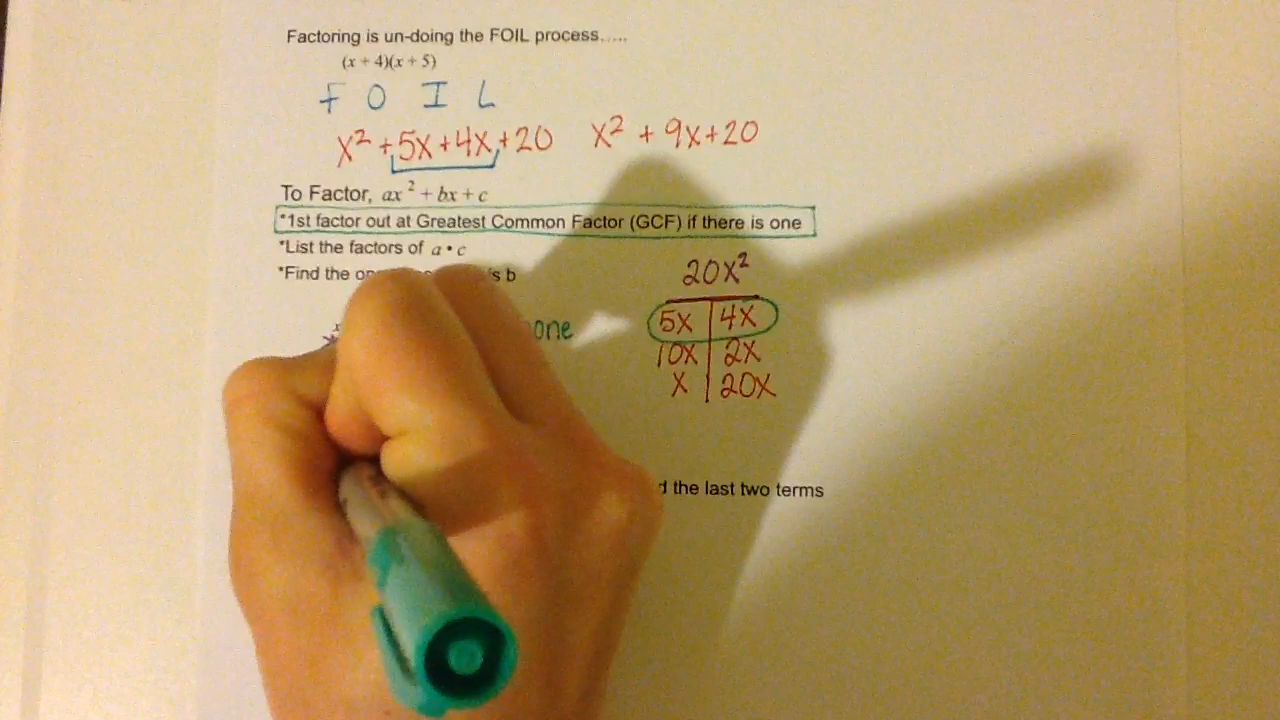 Factoring is un-doing the FOIL process.....
(x + 4)(x + 5)
F O I L
x² + 5x + 4x + 20 x² + 9x + 20
To Factor, ax² + bx + c
*1st factor out at Greatest Common Factor (GCF) if there is one
*List the factors of a • c
*Find the is b
20x²
5x 4x
one
10x 2x
x 20x
the last two terms